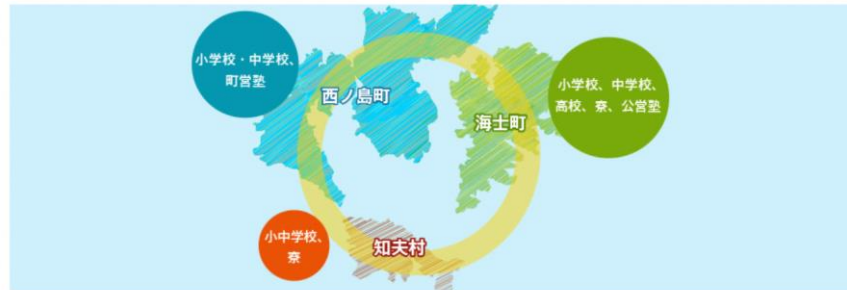 小学校・中学校、
町営塾
西ノ島町
小学校、中学校、
高校、寮、公営塾
海士町
小中学校、
寮
知夫村